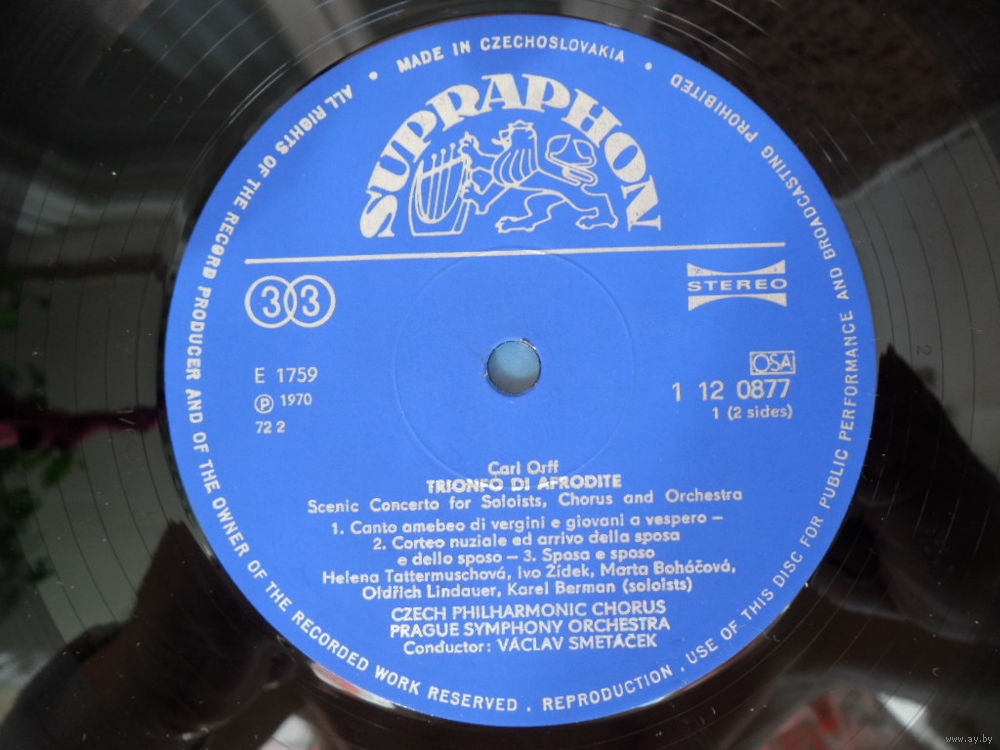 ALL RIGHTS OF THE RECORD PRODUCER AND OF THE OWNER OF THE RECORDED WORK RESERVED . REPRODUCTION . USE OF THIS DISC FOR PUBLIC PERFORMANCE AND BROADCASTING PROHIBITED
• MADE IN CZECHOSLOVAKIA •
SUPRAPHON
33
STEREO
E 1759
Ⓟ 1970
72 2
OSA
1 12 0877
1 (2 sides)
Carl Orff
TRIONFO DI AFRODITE
Scenic Concerto for Soloists, Chorus and Orchestra
1. Canto amebeo di vergini e giovani a vespero –
2. Corteo nuziale ed arrivo della sposa
e dello sposo – 3. Sposa e sposo
Helena Tattermuschová, Ivo Žídek, Marta Boháčová,
Oldřich Lindauer, Karel Berman (soloists)
CZECH PHILHARMONIC CHORUS
PRAGUE SYMPHONY ORCHESTRA
Conductor: VÁCLAV SMETÁČEK
2
www.ay.by